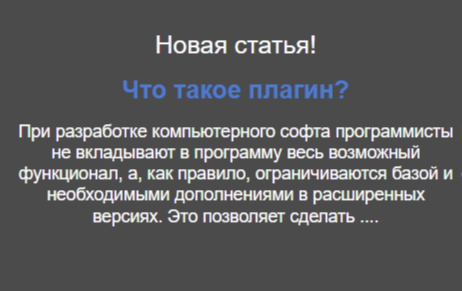 Новая статья!
Что такое плагин?
При разработке компьютерного софта программисты
не вкладывают в программу весь возможный
функционал, а, как правило, ограничиваются базой и
необходимыми дополнениями в расширенных
версиях. Это позволяет сделать ....